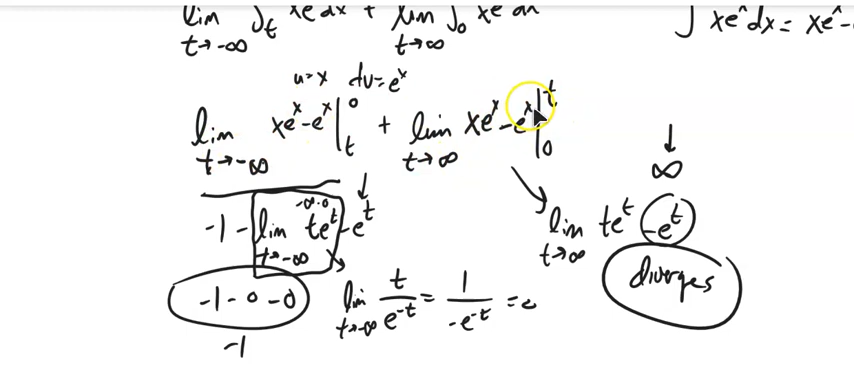 lim t→-∞ ∫t xe dx + lim t→∞ ∫0 xe dx
∫ xe^x dx = xe^x -
u=x dv=e^x
lim t→-∞ xe^x - e^x |t^0 + lim t→∞ xe^x - e^x |0^t
↓ ∞
-∞·0
-1 - lim t→-∞ te^t - e^t
lim t→∞ te^t - e^t
diverges
-1 - 0 - 0
lim t→-∞ t/e^-t = 1/-e^-t = 0
-1